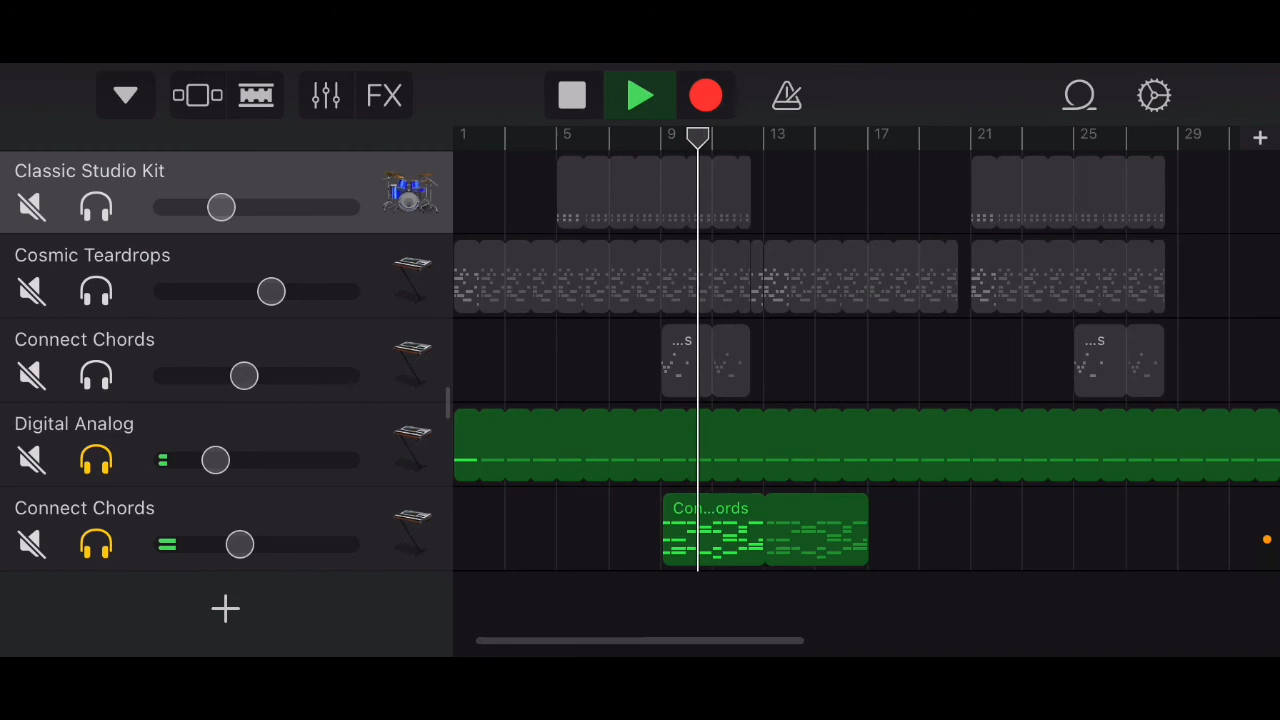 FX
1 5 9 13 17 21 25 29
Classic Studio Kit
Cosmic Teardrops
Connect Chords
...s ...s
Digital Analog
Connect Chords
Con...ords